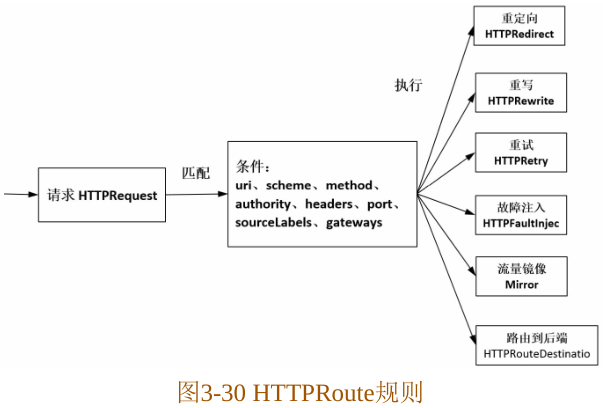 请求 HTTPRequest
匹配
条件：
uri、scheme、method、
authority、headers、port、
sourceLabels、gateways
执行
重定向
HTTPRedirect
重写
HTTPRewrite
重试
HTTPRetry
故障注入
HTTPFaultInjec
流量镜像
Mirror
路由到后端
HTTPRouteDestinatio
图3-30 HTTPRoute规则